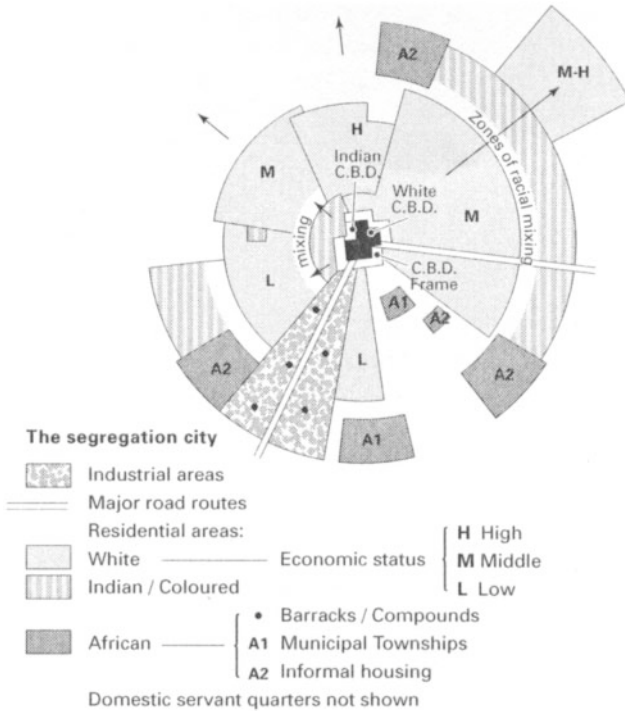 A2
M-H
Zones of racial mixing
H
Indian
C.B.D.
M
White
C.B.D.
M
mixing
C.B.D.
Frame
L
A1
A2
L
A2
A2
A1
The segregation city
Industrial areas
Major road routes
Residential areas:
White
Economic status
H High
M Middle
L Low
Indian / Coloured
African
Barracks / Compounds
A1 Municipal Townships
A2 Informal housing
Domestic servant quarters not shown